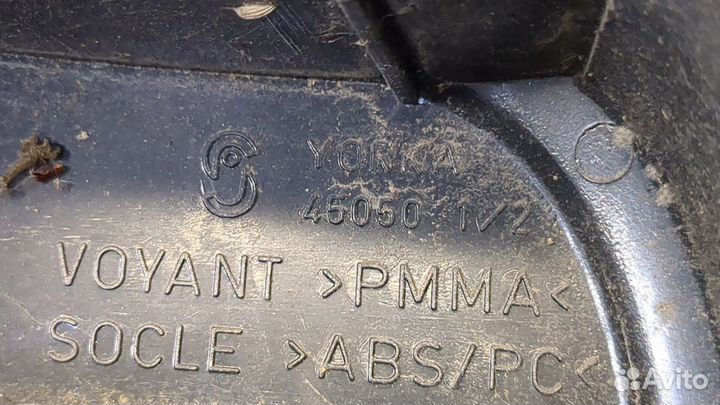 YORKA
45050 1/2
VOYANT >PMMA<
SOCLE >ABS/PC<
Avito